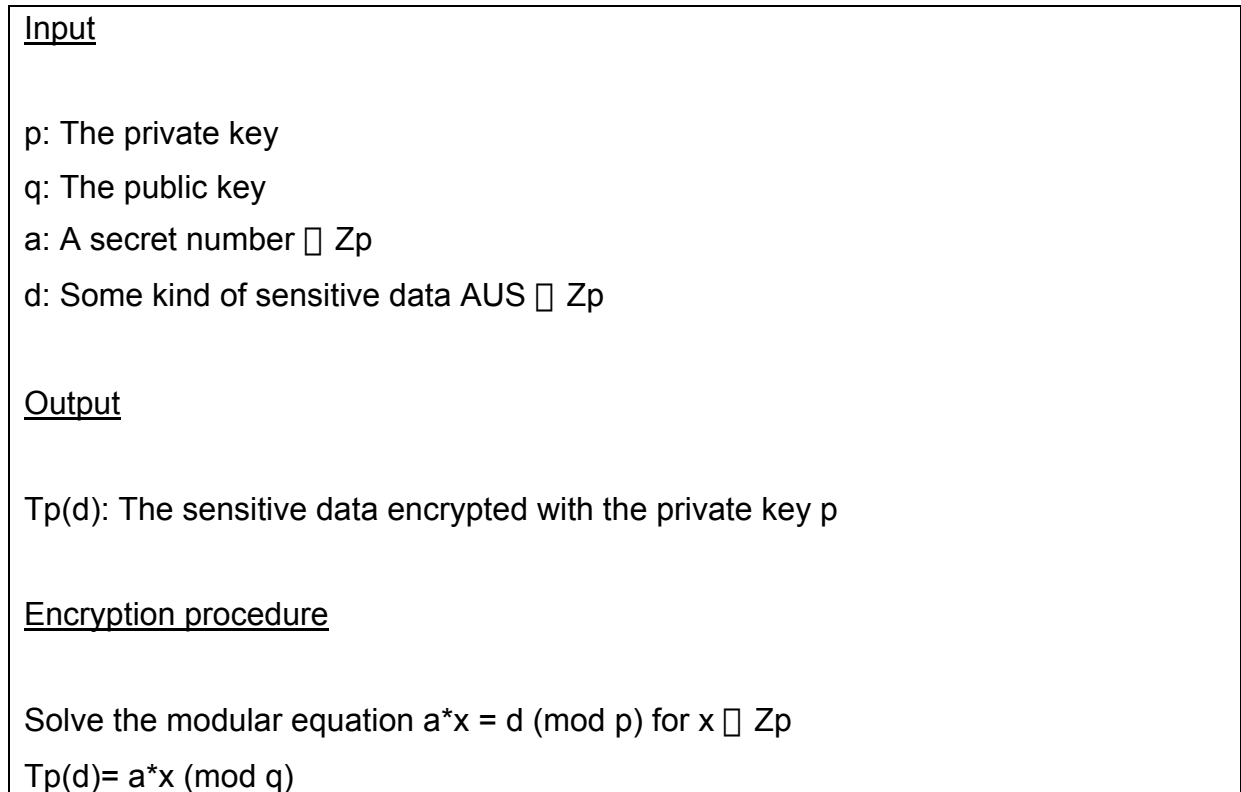 Input
p: The private key
q: The public key
a: A secret number  Zp
d: Some kind of sensitive data AUS  Zp
Output
Tp(d): The sensitive data encrypted with the private key p
Encryption procedure
Solve the modular equation a*x = d (mod p) for x  Zp
Tp(d)= a*x (mod q)